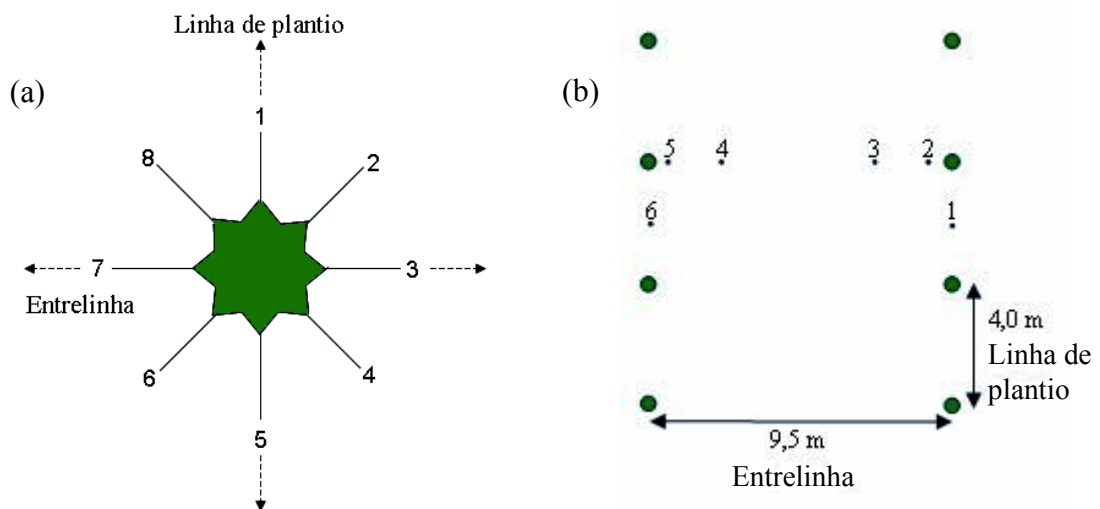 (a)
Linha de plantio
1
2
3
4
5
6
7
8
Entrelinha
(b)
5 4 3 2
6 1
4,0 m
Linha de
plantio
9,5 m
Entrelinha